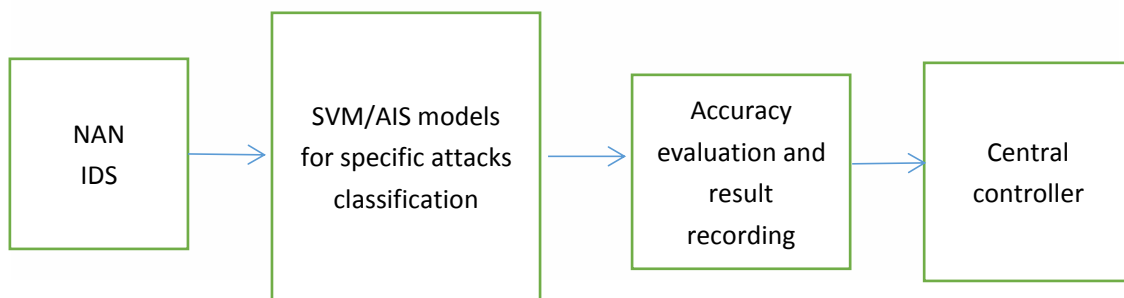 NAN
IDS
SVM/AIS models
for specific attacks
classification
Accuracy
evaluation and
result
recording
Central
controller